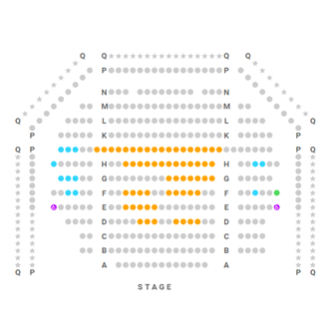 Q Q Q Q
P P
N N
M M
Q L L Q
P K K P
Q P P Q
H H
G G
F F
E E
D D
C C
B B
A A
Q P P Q
STAGE